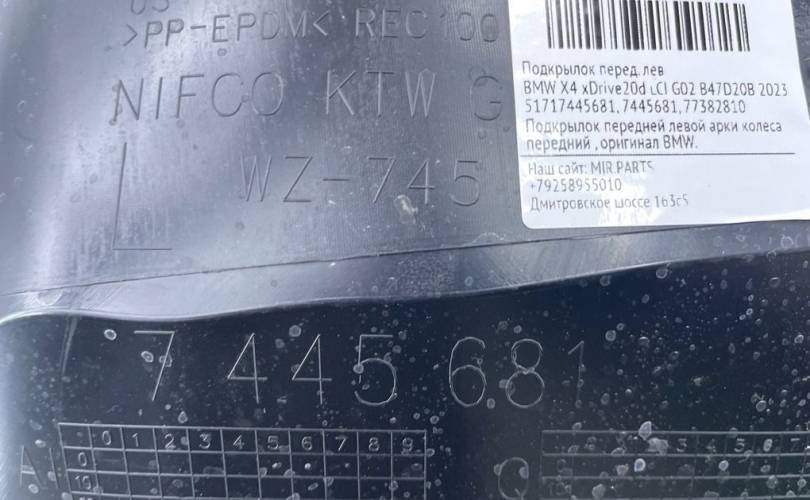 >PP-EPDM< REC100
NIFCO KTW G
L WZ-745
Подкрылок перед.лев
BMW X4 xDrive20d LCI G02 B47D20B 2023
51717445681, 7445681, 77382810
Подкрылок передней левой арки колеса
передний , оригинал BMW.
Наш сайт: MIR.PARTS
+79258955010
Дмитровское шоссе 163с5
7 445 681
0 1 2 3 4 5 6 7 8 9
0
10
Q